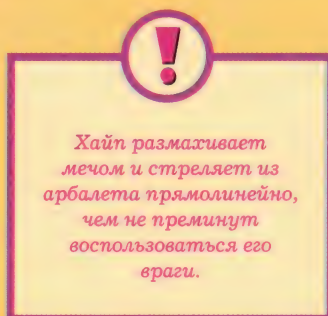 !
Хайп размахивает
мечом и стреляет из
арбалета прямолинейно,
чем не преминут
воспользоваться его
враги.